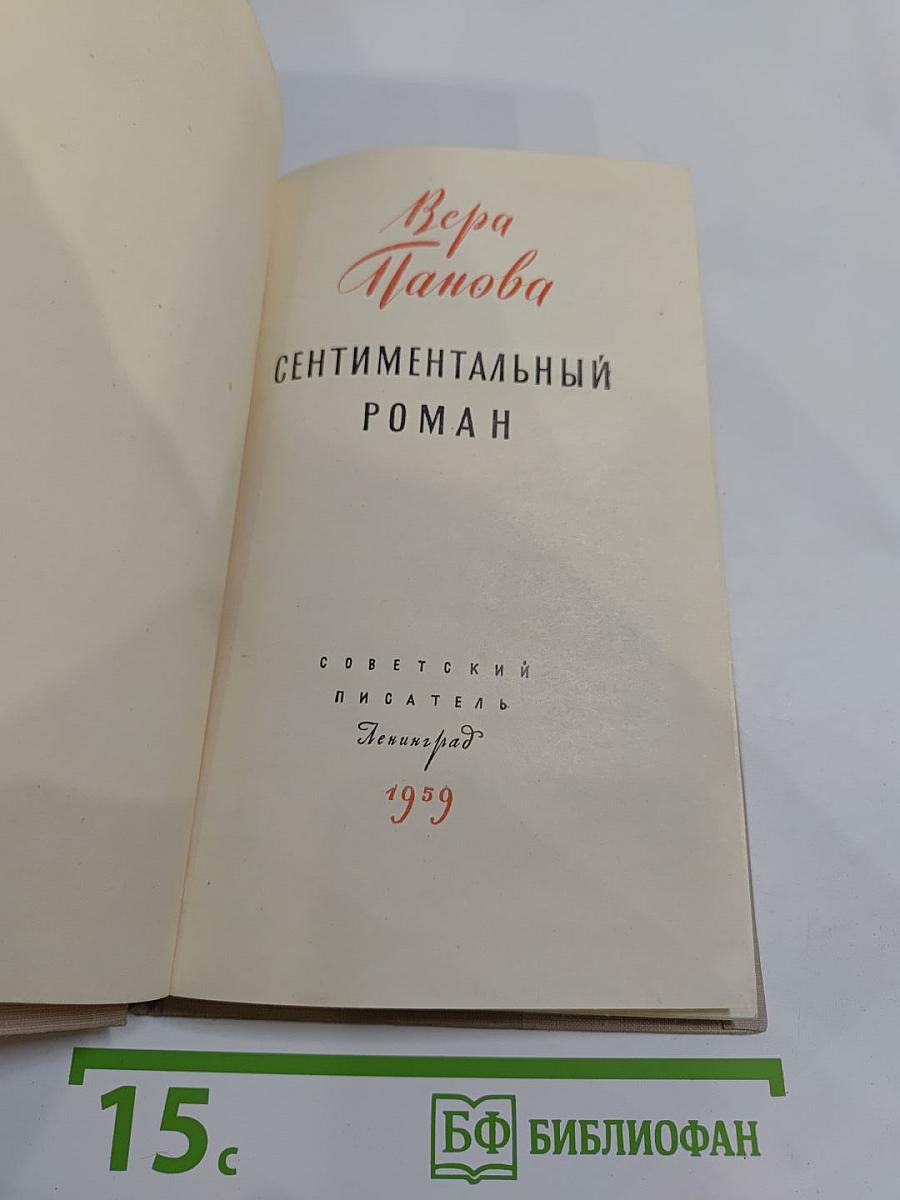 Вера
Панова
СЕНТИМЕНТАЛЬНЫЙ
РОМАН
СОВЕТСКИЙ
ПИСАТЕЛЬ
Ленинград
1959
15с
БФ БИБЛИОФАН